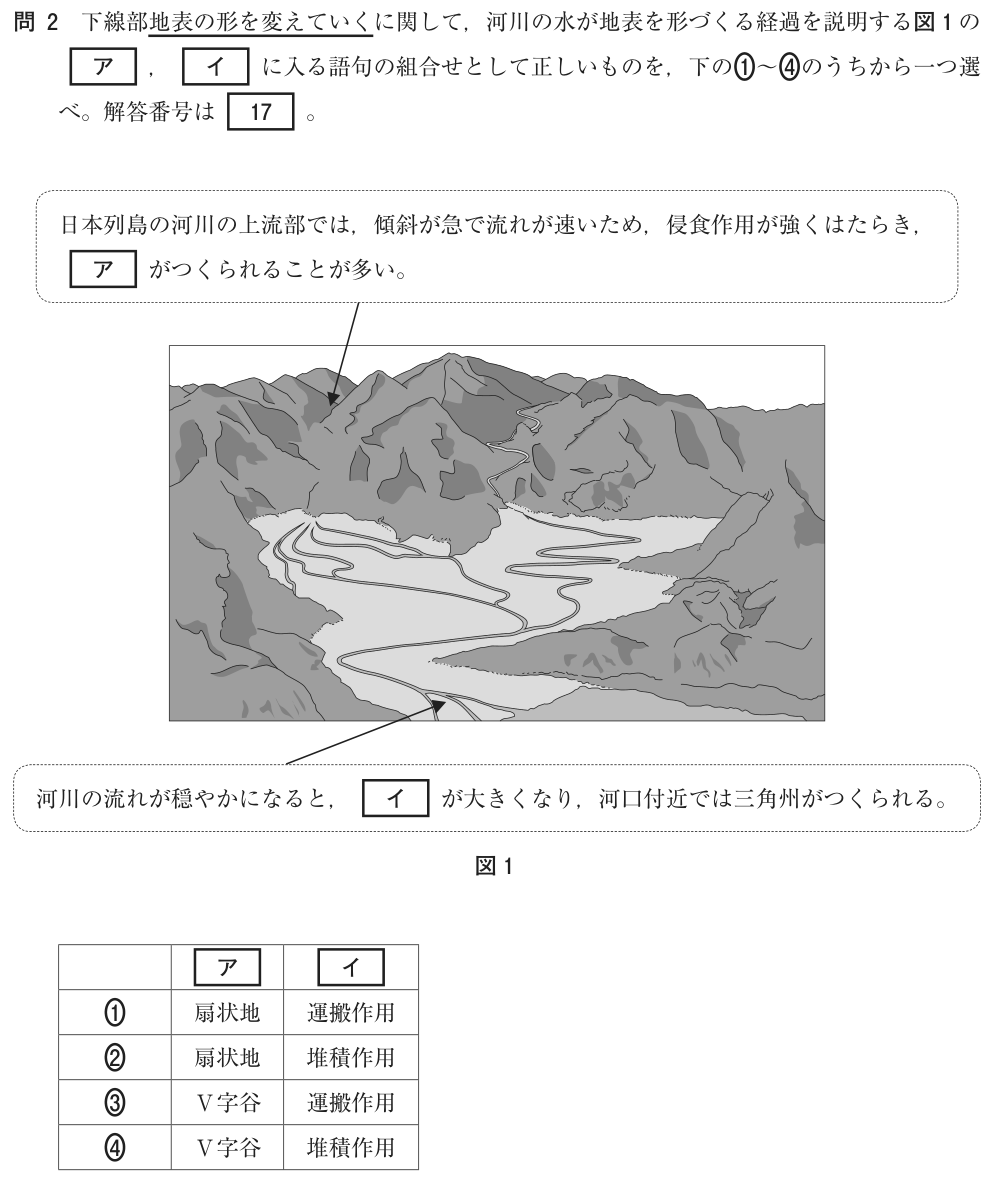 問 2 下線部地表の形を変えていくに関して，河川の水が地表を形づくる経過を説明する図1の
ア ， イ に入る語句の組合せとして正しいものを，下の①～④のうちから一つ選
べ。解答番号は 17 。
日本列島の河川の上流部では，傾斜が急で流れが速いため，侵食作用が強くはたらき，
ア がつくられることが多い。
河川の流れが穏やかになると， イ が大きくなり，河口付近では三角州がつくられる。
図1
ア イ
① 扇状地 運搬作用
② 扇状地 堆積作用
③ V字谷 運搬作用
④ V字谷 堆積作用